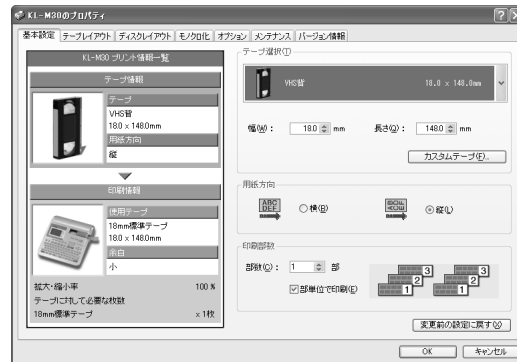 KL-M30のプロパティ
基本設定 テープレイアウト ディスクレイアウト モノクロ化 オプション メンテナンス バージョン情報
KL-M30 プリント情報一覧
テープ情報
テープ
VHS背
18.0 × 148.0mm
用紙方向
縦
印刷情報
使用テープ
18mm標準テープ
18.0 × 148.0mm
余白
小
拡大・縮小率 100 %
テープに対して必要な枚数
18mm標準テープ × 1枚
テープ選択(T)
VHS背 18.0 × 148.0mm
幅(W): 18.0 mm 長さ(Q): 148.0 mm
カスタムテープ(F)...
用紙方向
ABC
DEF
横(B) 縦(L)
印刷部数
部数(C): 1 部
部単位で印刷(E)
1 2 3 1 2 3
変更前の設定に戻す(X)
OK キャンセル